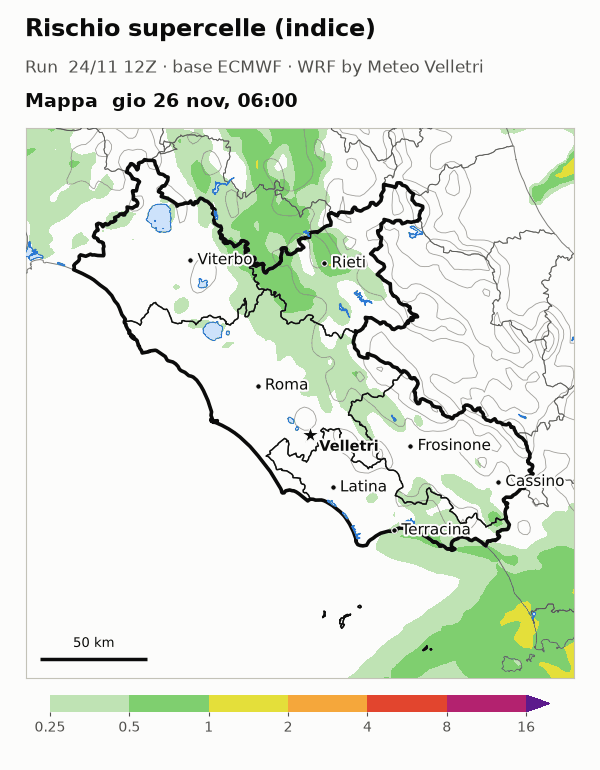 Rischio supercelle (indice)
Run  24/11 12Z · base ECMWF · WRF by Meteo Velletri
Mappa  gio 26 nov, 06:00
Viterbo
Rieti
Roma
Velletri
Frosinone
Latina
Cassino
Terracina
50 km
0.25 0.5 1 2 4 8 16